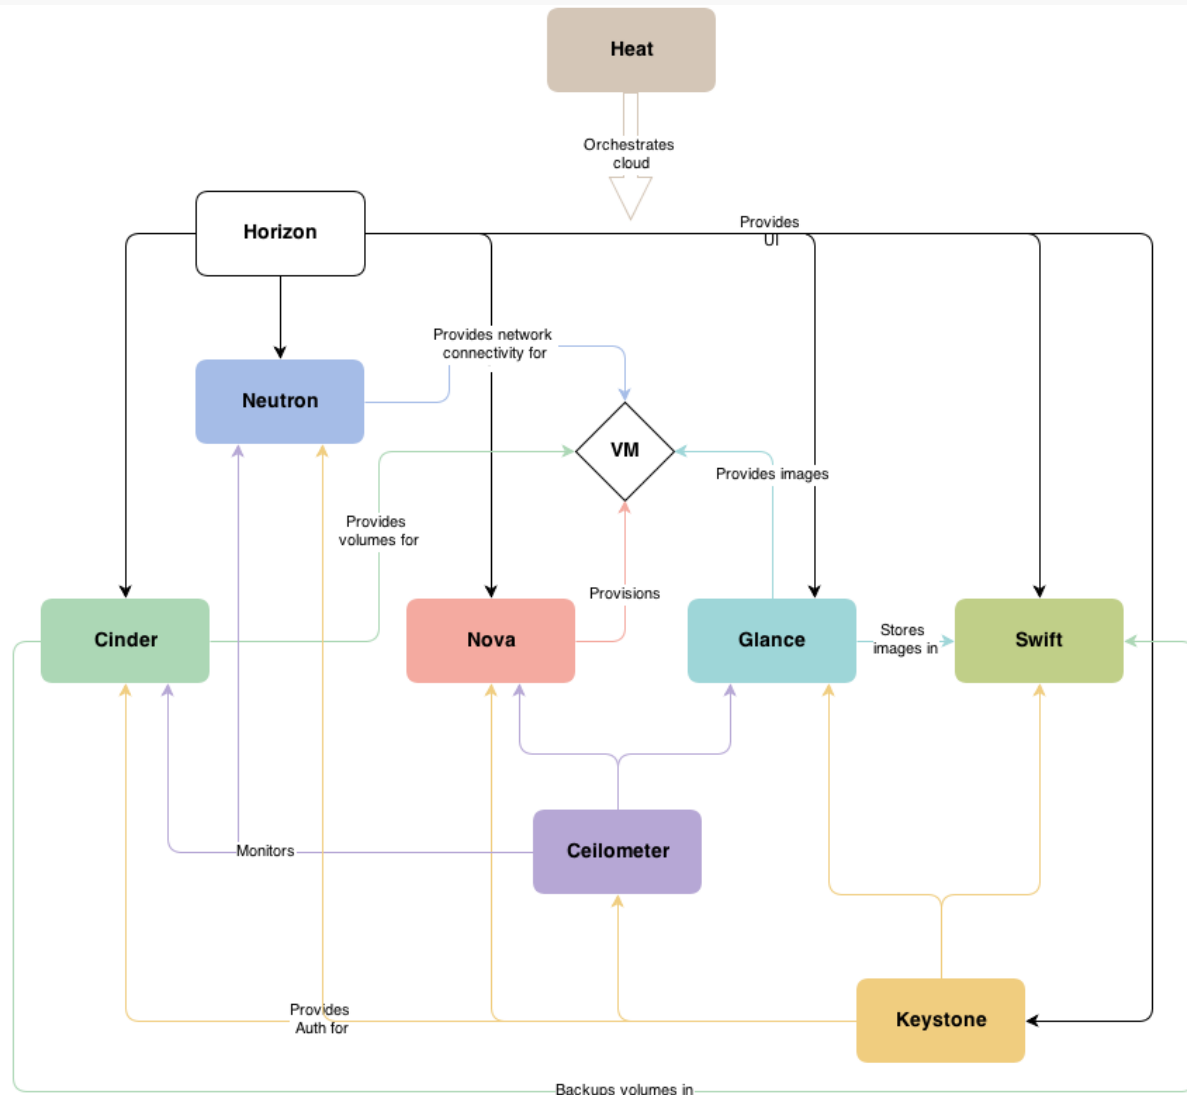 Heat
Orchestrates
cloud
Horizon
Provides
UI
Provides network
connectivity for
Neutron
VM
Provides images
Provides
volumes for
Provisions
Cinder
Nova
Glance
Stores
images in
Swift
Ceilometer
Monitors
Provides
Auth for
Keystone
Backups volumes in